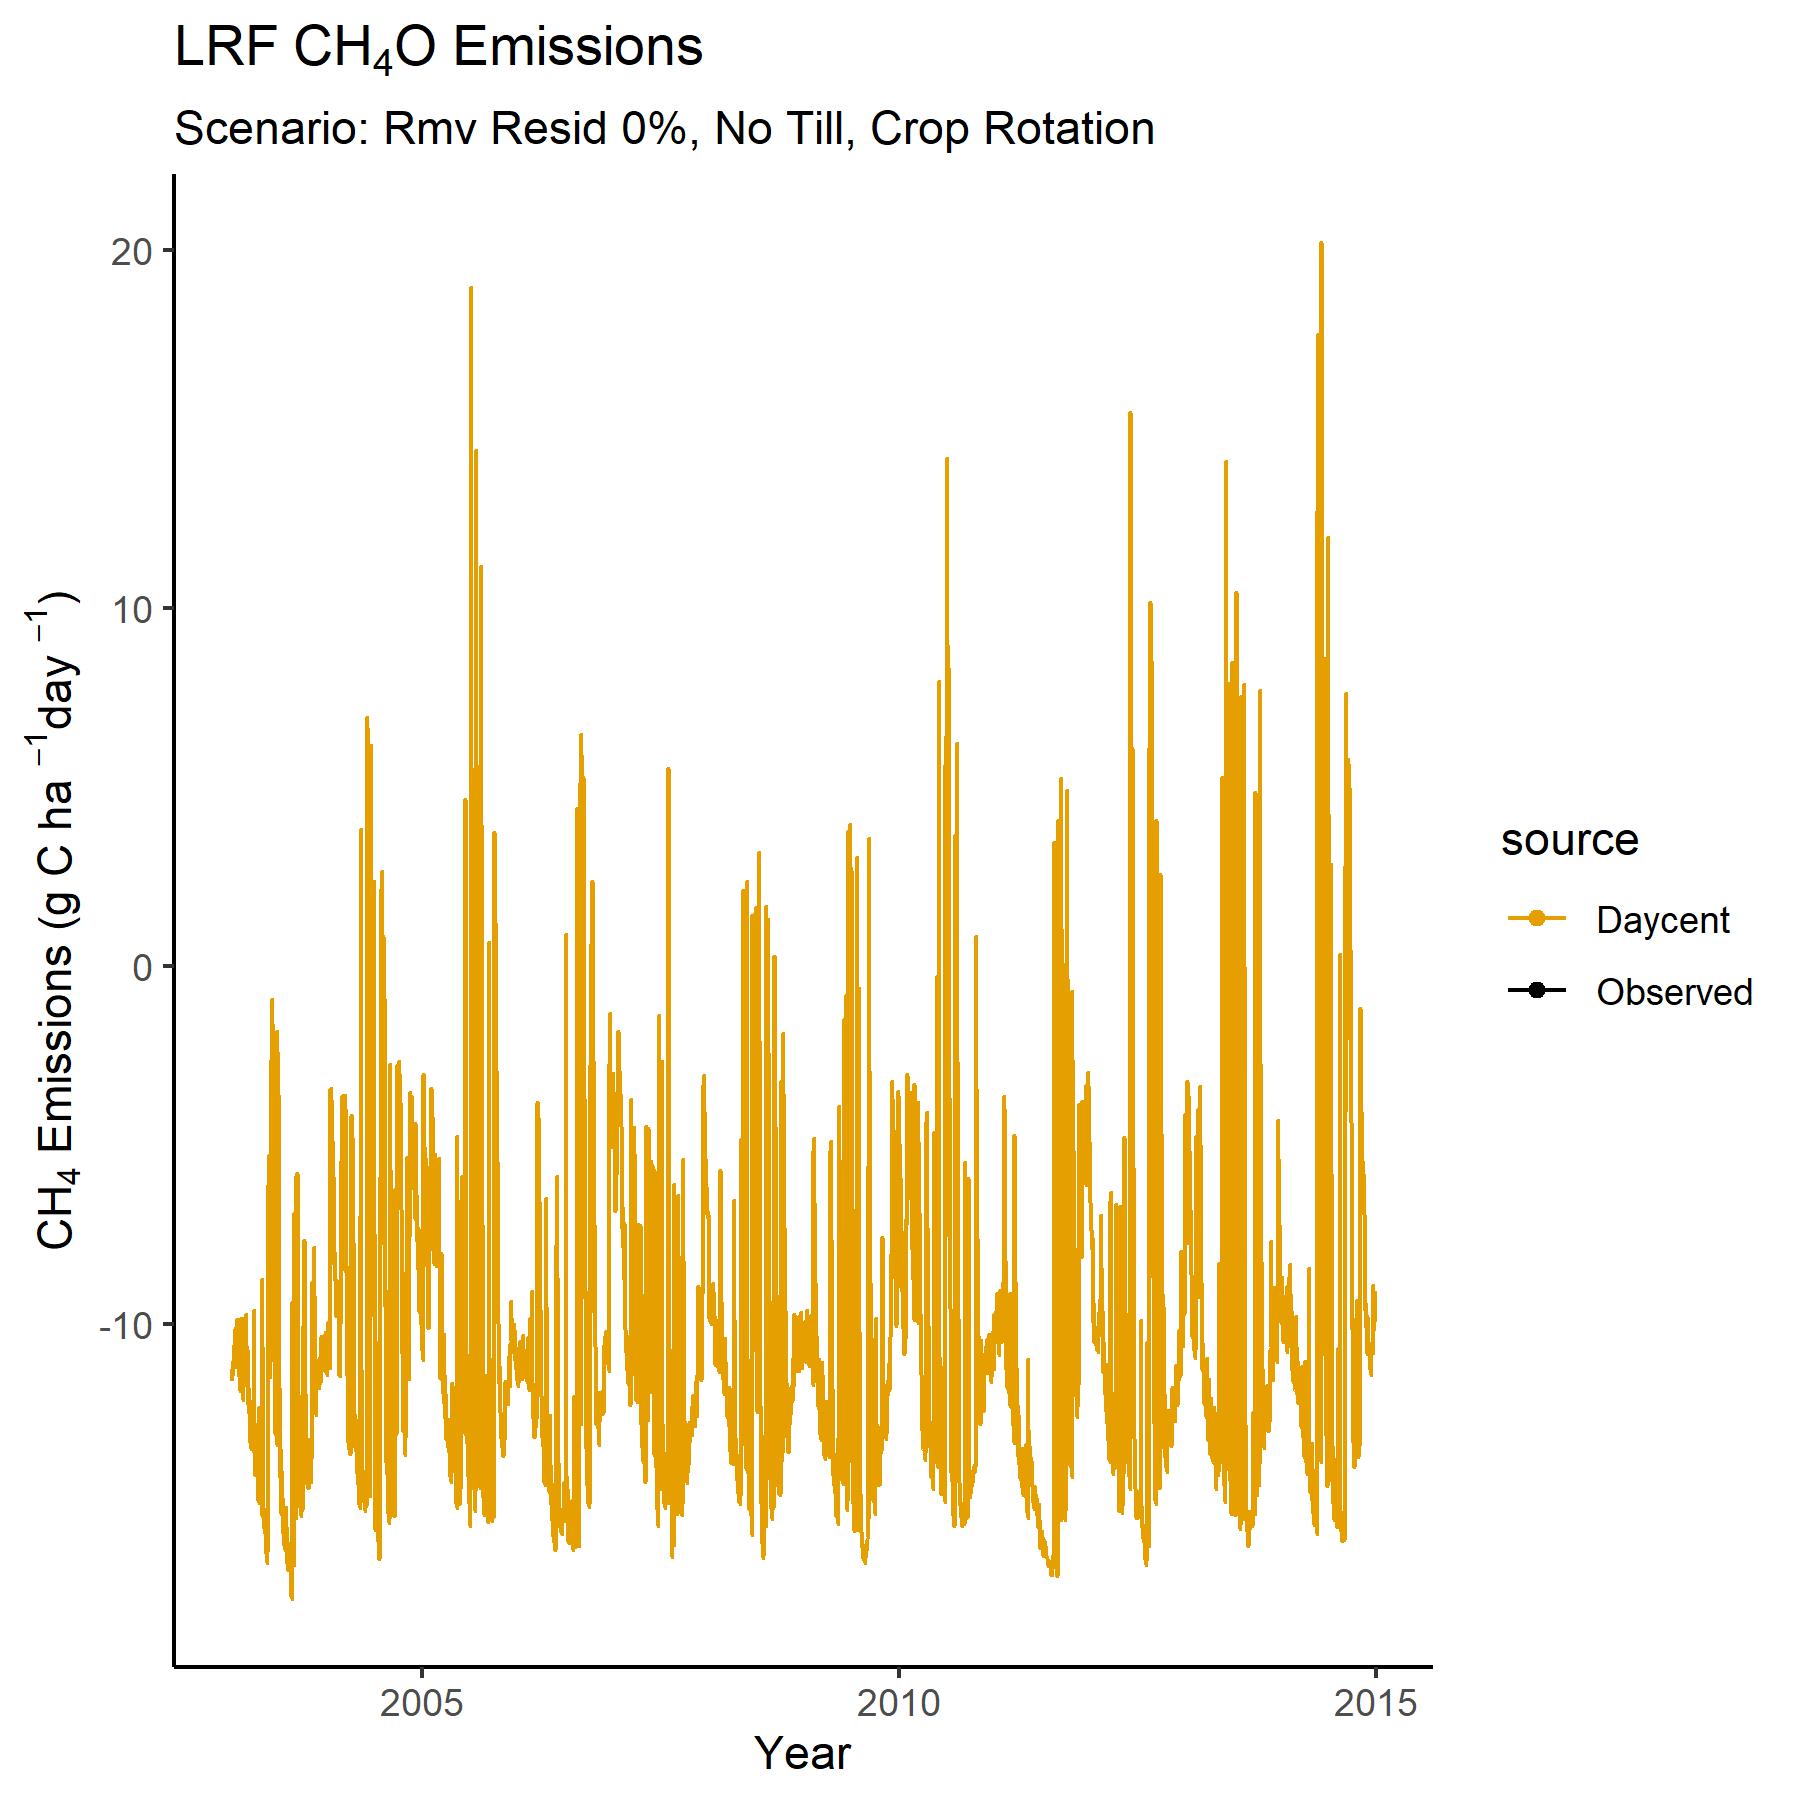 LRF CH₄O Emissions
Scenario: Rmv Resid 0%, No Till, Crop Rotation
CH₄ Emissions (g C ha ⁻¹day ⁻¹)
20
10
0
-10
2005
2010
2015
Year
source
Daycent
Observed